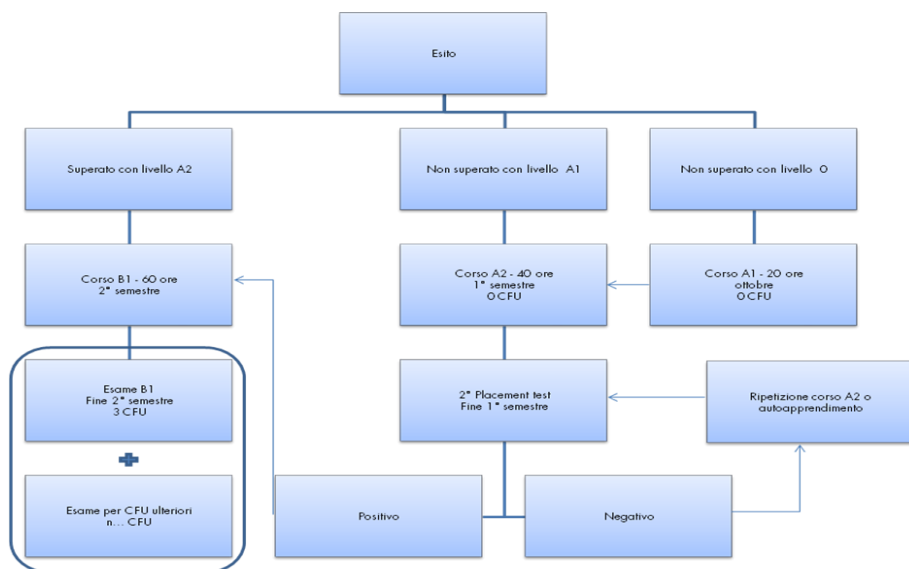 Esito
Superato con livello A2
Non superato con livello A1
Non superato con livello 0
Corso B1 - 60 ore
2° semestre
Corso A2 - 40 ore
1° semestre
0 CFU
Corso A1 - 20 ore
ottobre
0 CFU
Esame B1
Fine 2° semestre
3 CFU
2° Placement test
Fine 1° semestre
Ripetizione corso A2 o
autoapprendimento
Esame per CFU ulteriori
n... CFU
Positivo
Negativo